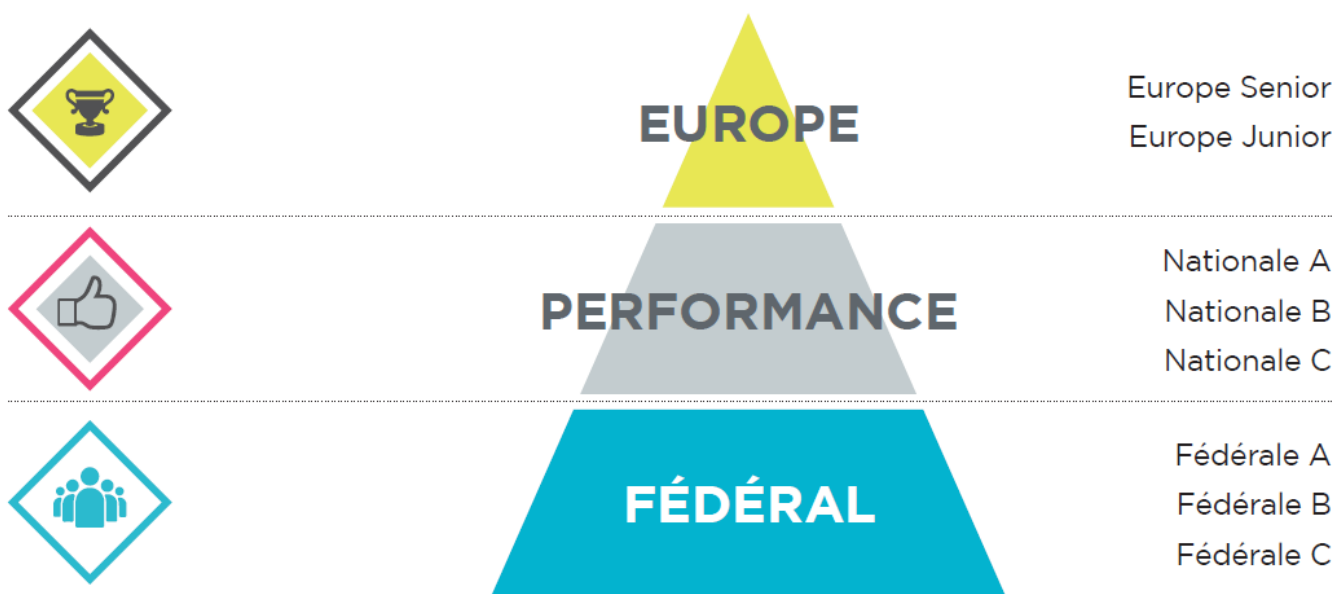 EUROPE
Europe Senior
Europe Junior
PERFORMANCE
Nationale A
Nationale B
Nationale C
FÉDÉRAL
Fédérale A
Fédérale B
Fédérale C